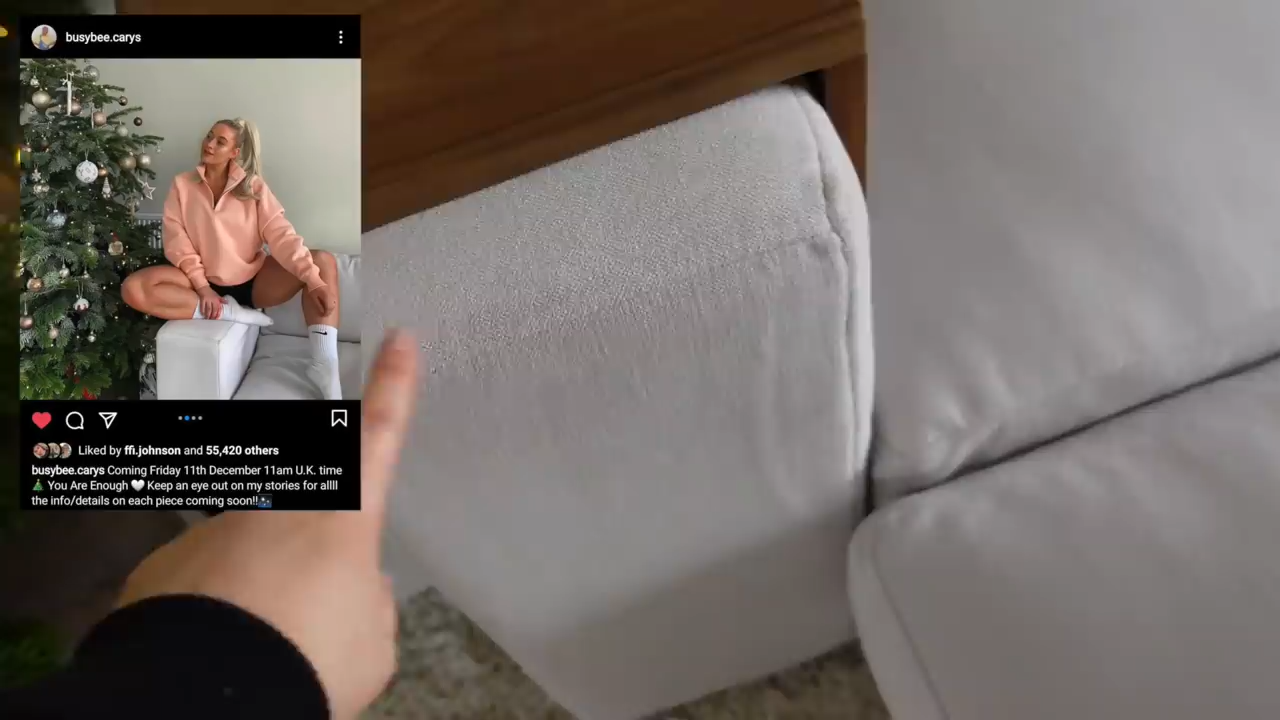 busybee.carys
Liked by ffi.johnson and 55,420 others
busybee.carys Coming Friday 11th December 11am U.K. time
🎄 You Are Enough 🤍 Keep an eye out on my stories for allll
the info/details on each piece coming soon!!🌌